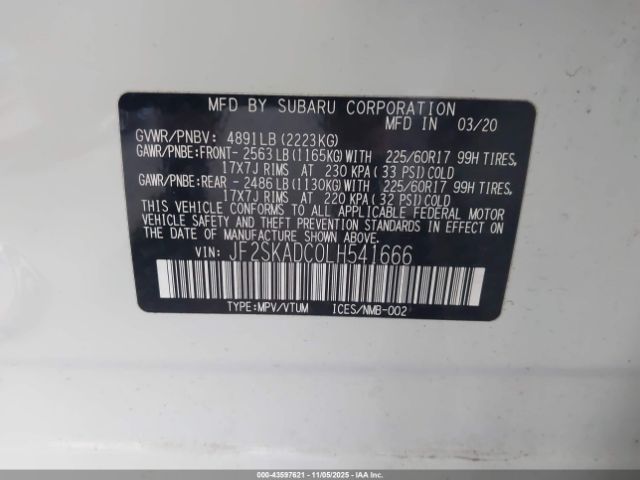 MFD BY SUBARU CORPORATION
MFD IN 03/20
GVWR/PNBV: 4891LB(2223KG)
GAWR/PNBE:FRONT- 2563LB(1165KG)WITH 225/60R17 99H TIRES,
17X7J RIMS AT 230 KPA(33 PSI)COLD
GAWR/PNBE:REAR - 2486LB(1130KG)WITH 225/60R17 99H TIRES,
17X7J RIMS AT 220 KPA(32 PSI)COLD
THIS VEHICLE CONFORMS TO ALL APPLICABLE FEDERAL MOTOR
VEHICLE SAFETY AND THEFT PREVENTION STANDARDS IN EFFECT
ON THE DATE OF MANUFACTURE SHOWN ABOVE.
VIN: JF2SKADC0LH541666
TYPE:MPV/VTUM ICES/NMB-002
000-43597621 - 11/05/2025 - IAA, Inc.